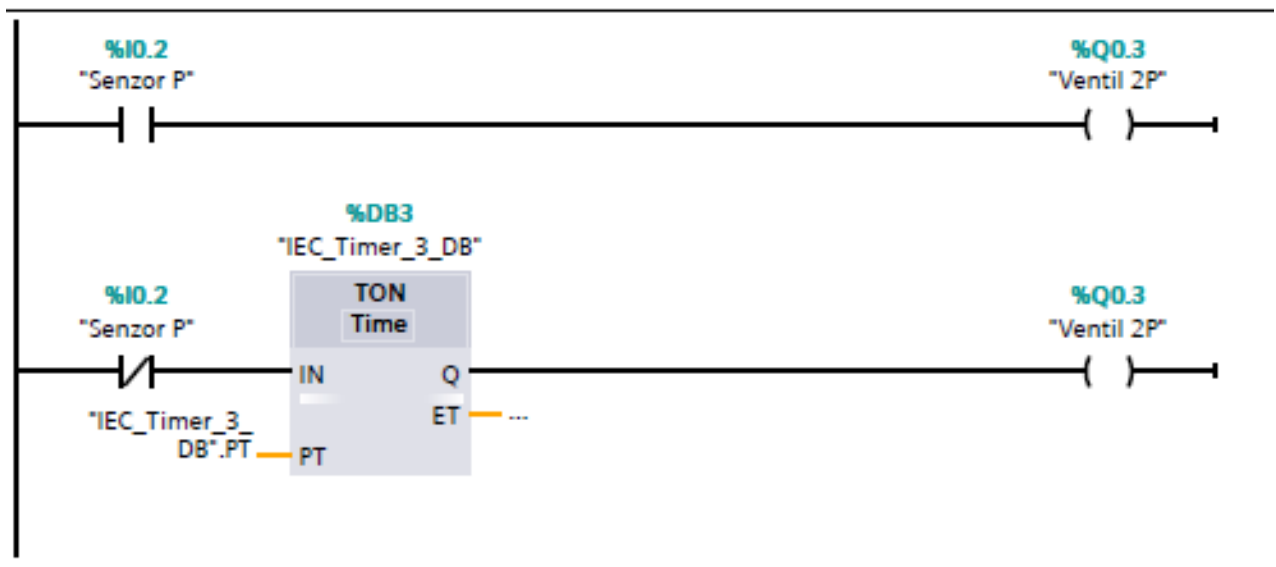 %I0.2
"Senzor P"
%Q0.3
"Ventil 2P"
%DB3
"IEC_Timer_3_DB"
%I0.2
"Senzor P"
TON
Time
%Q0.3
"Ventil 2P"
IN
Q
"IEC_Timer_3_
DB".PT
ET
...
PT